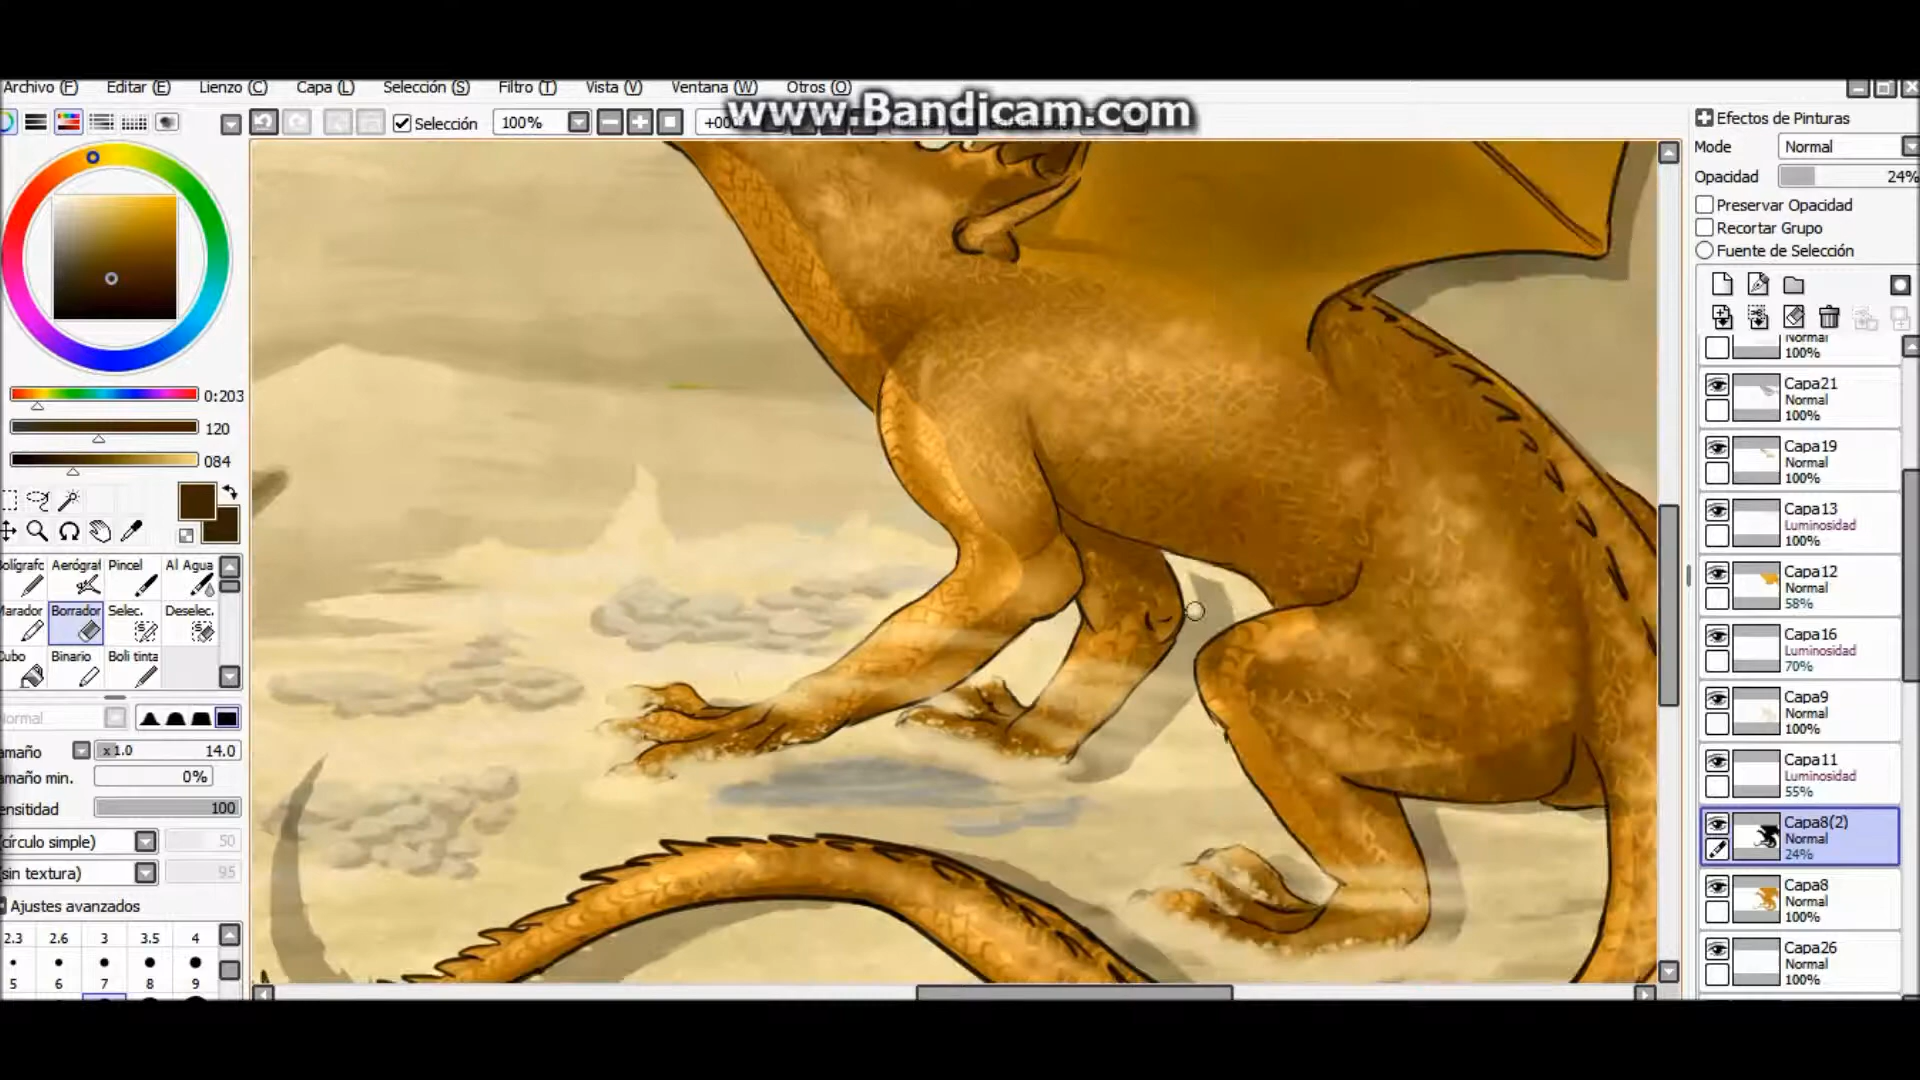 Archivo (F) Editar (E) Lienzo (C) Capa (L) Selección (S) Filtro (T) Vista (V) Ventana (W) Otros (O)
www.Bandicam.com
Selección 100% +00
0:203
120
084
Aerógraf Pincel Al Agua
Borrador Selec. Deselec.
Binario Boli tinta
Normal
x1.0 14.0
amaño min. 0%
ensitidad 100
(círculo simple) 50
(sin textura) 95
Ajustes avanzados
2.3 2.6 3 3.5 4
5 6 7 8 9
Efectos de Pinturas
Mode Normal
Opacidad 24%
Preservar Opacidad
Recortar Grupo
Fuente de Selección
Normal
100%
Capa21
Normal
100%
Capa19
Normal
100%
Capa13
Luminosidad
100%
Capa12
Normal
58%
Capa16
Luminosidad
70%
Capa9
Normal
100%
Capa11
Luminosidad
55%
Capa8(2)
Normal
24%
Capa8
Normal
100%
Capa26
Normal
100%